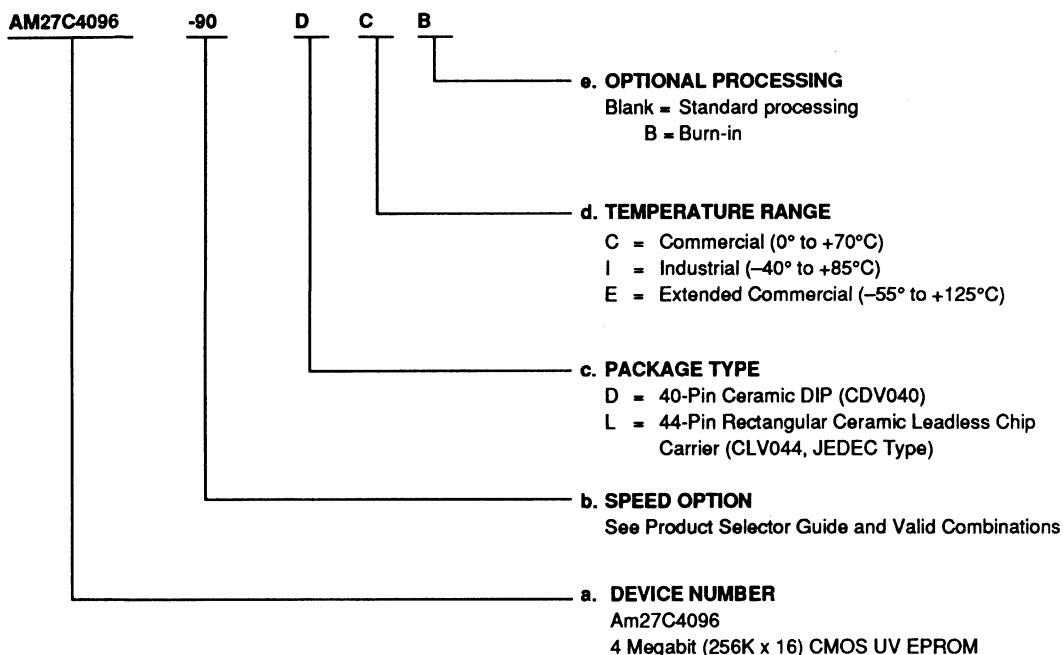 AM27C4096 -90 D C B
e. OPTIONAL PROCESSING
Blank = Standard processing
B = Burn-in
d. TEMPERATURE RANGE
C = Commercial (0° to +70°C)
I = Industrial (–40° to +85°C)
E = Extended Commercial (–55° to +125°C)
c. PACKAGE TYPE
D = 40-Pin Ceramic DIP (CDV040)
L = 44-Pin Rectangular Ceramic Leadless Chip
Carrier (CLV044, JEDEC Type)
b. SPEED OPTION
See Product Selector Guide and Valid Combinations
a. DEVICE NUMBER
Am27C4096
4 Megabit (256K x 16) CMOS UV EPROM